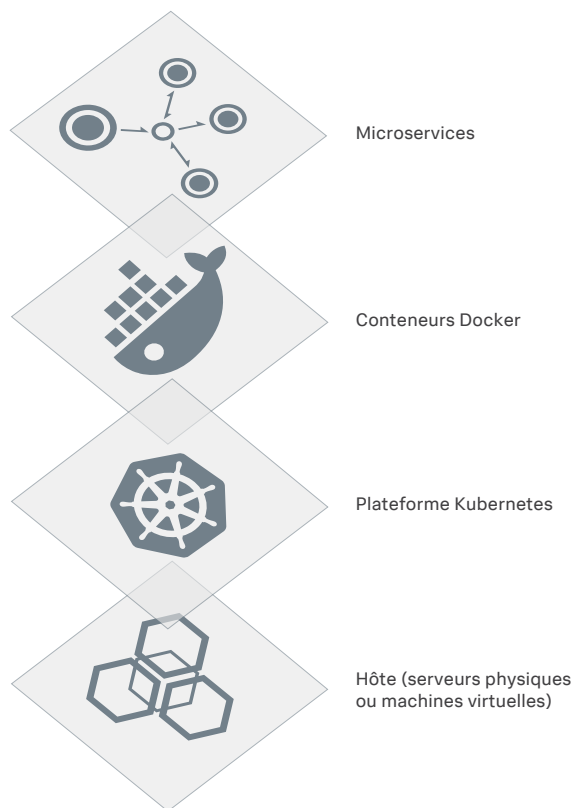 Microservices
Conteneurs Docker
Plateforme Kubernetes
Hôte (serveurs physiques
ou machines virtuelles)